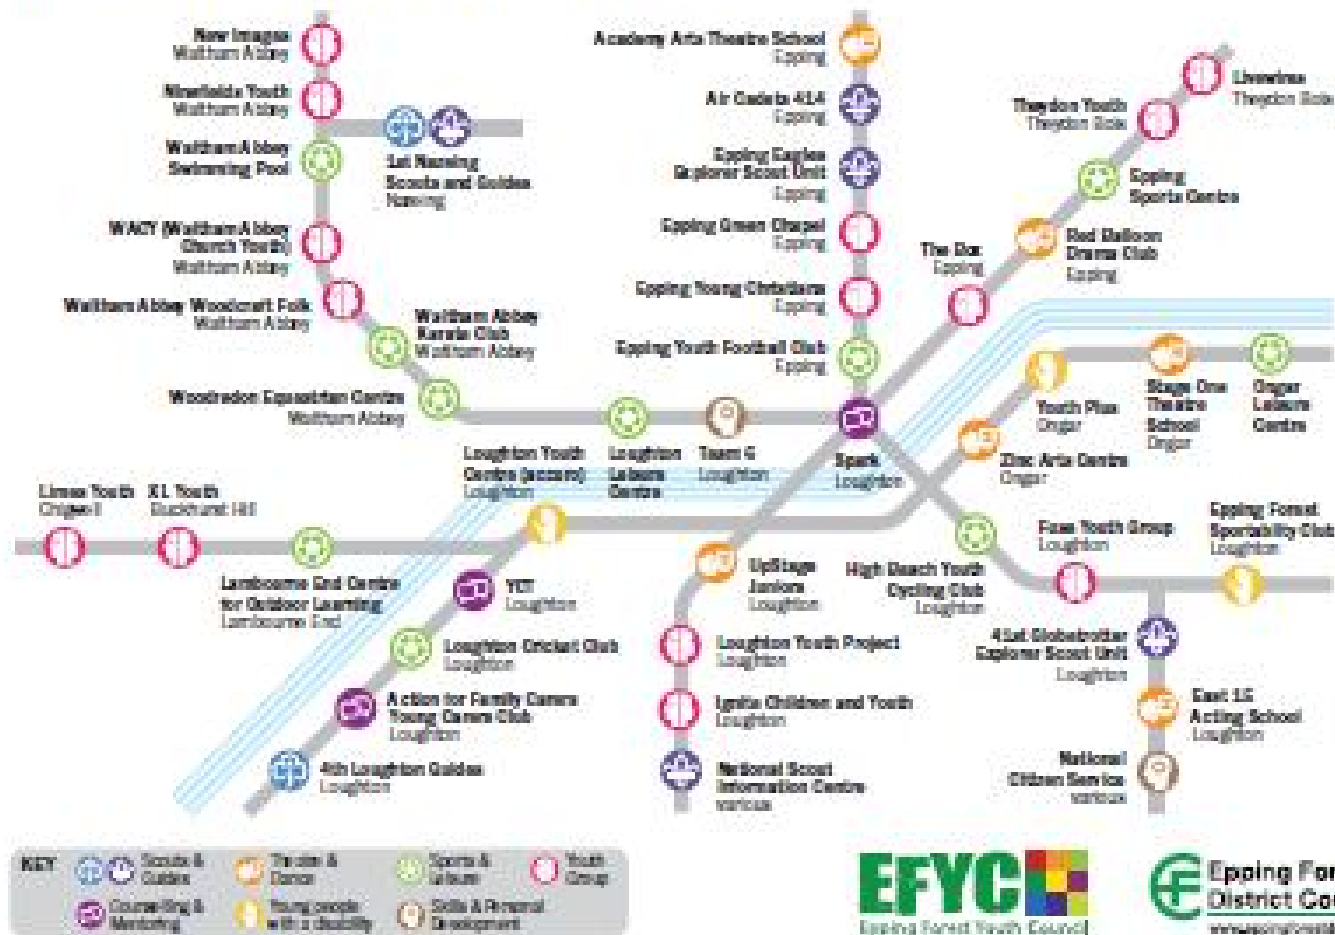 New Images
Waltham Abbey
Ninefields Youth
Waltham Abbey
Waltham Abbey
Swimming Pool
1st Nazeing
Scouts and Guides
Nazeing
WACY (Waltham Abbey
Church Youth)
Waltham Abbey
Waltham Abbey Woodcraft Folk
Waltham Abbey
Waltham Abbey
Karate Club
Waltham Abbey
Woodredon Equestrian Centre
Waltham Abbey
Academy Arts Theatre School
Epping
Air Cadets 414
Epping
Epping Eagles
Explorer Scout Unit
Epping
Epping Green Chapel
Epping
Epping Young Christians
Epping
Epping Youth Football Club
Epping
Livewires
Theydon Bois
Theydon Youth
Theydon Bois
Epping
Sports Centre
Red Balloon
Drama Club
Epping
The Box
Epping
Loughton Youth
Centre (accuro)
Loughton
Loughton
Leisure
Centre
Team 6
Loughton
Spark
Loughton
Youth Plus
Ongar
Stage One
Theatre
School
Ongar
Ongar
Leisure
Centre
Zinc Arts Centre
Ongar
Limes Youth
Chigwell
X1 Youth
Buckhurst Hill
Lambourne End Centre
for Outdoor Learning
Lambourne End
YCT
Loughton
Loughton Cricket Club
Loughton
Action for Family Carers
Young Carers Club
Loughton
4th Loughton Guides
Loughton
UpStage
Juniors
Loughton
Loughton Youth Project
Loughton
Ignite Children and Youth
Loughton
National Scout
Information Centre
various
High Beach Youth
Cycling Club
Loughton
Fuse Youth Group
Loughton
Epping Forest
Sportability Club
Loughton
41st Globetrotter
Explorer Scout Unit
Loughton
East 15
Acting School
Loughton
National
Citizen Service
various
KEY
Scouts &
Guides
Theatre &
Dance
Sports &
Leisure
Youth
Group
Counselling &
Mentoring
Young people
with a disability
Skills & Personal
Development
EFYC
Epping Forest Youth Council
Epping For
District Cou